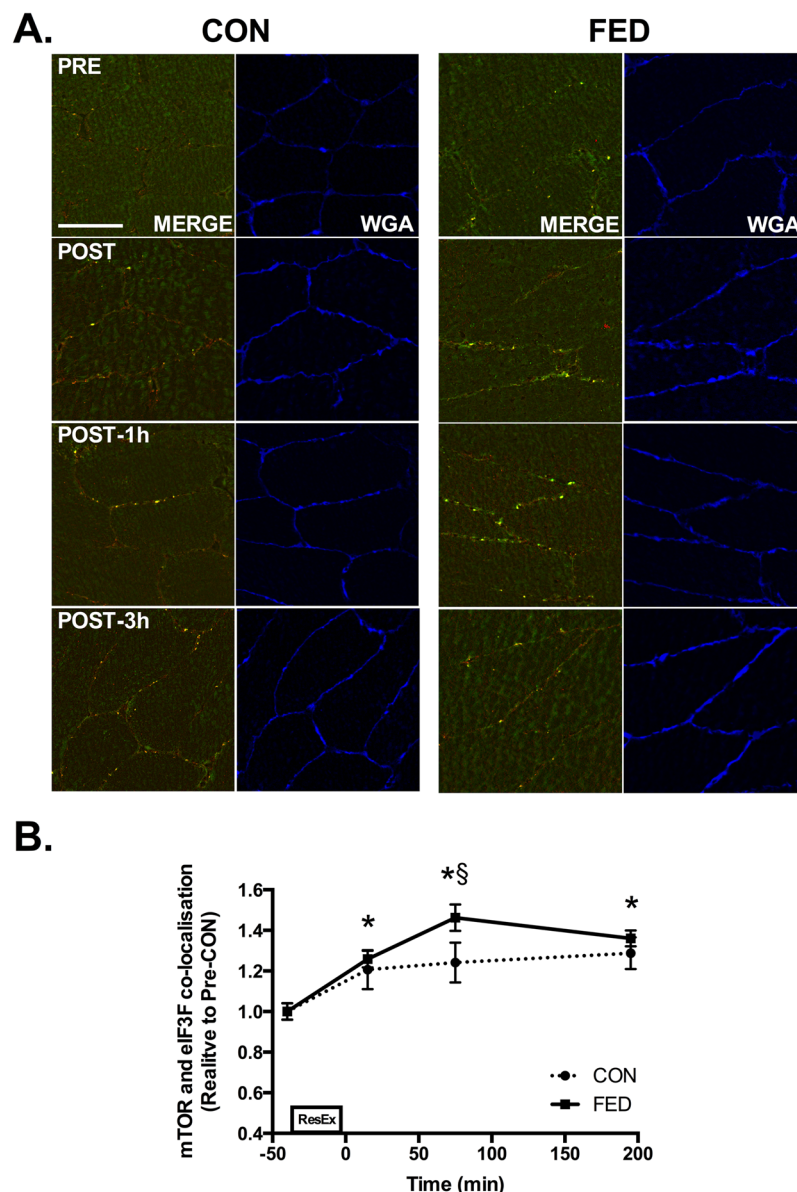 A.
CON
FED
PRE
MERGE
WGA
MERGE
WGA
POST
POST-1h
POST-3h
B.
mTOR and eIF3F co-localisation
(Realitve to Pre-CON)
1.6
1.4
1.2
1.0
0.8
0.6
0.4
*
*§
*
CON
FED
ResEx
-50
0
50
100
150
200
Time (min)